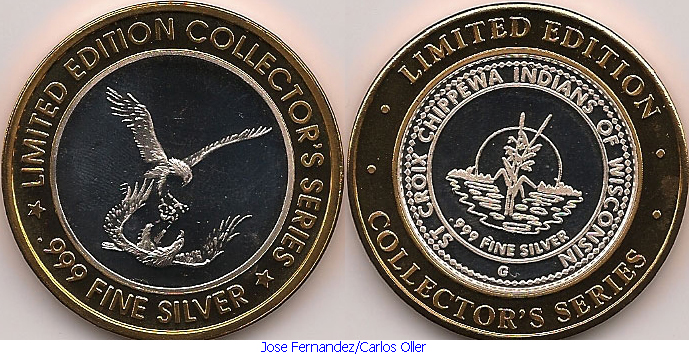 LIMITED EDITION COLLECTOR'S SERIES
.999 FINE SILVER
LIMITED EDITION
COLLECTOR'S SERIES
ST CROIX CHIPPEWA INDIANS OF WISCONSIN
.999 FINE SILVER
G
Jose Fernandez/Carlos Oller